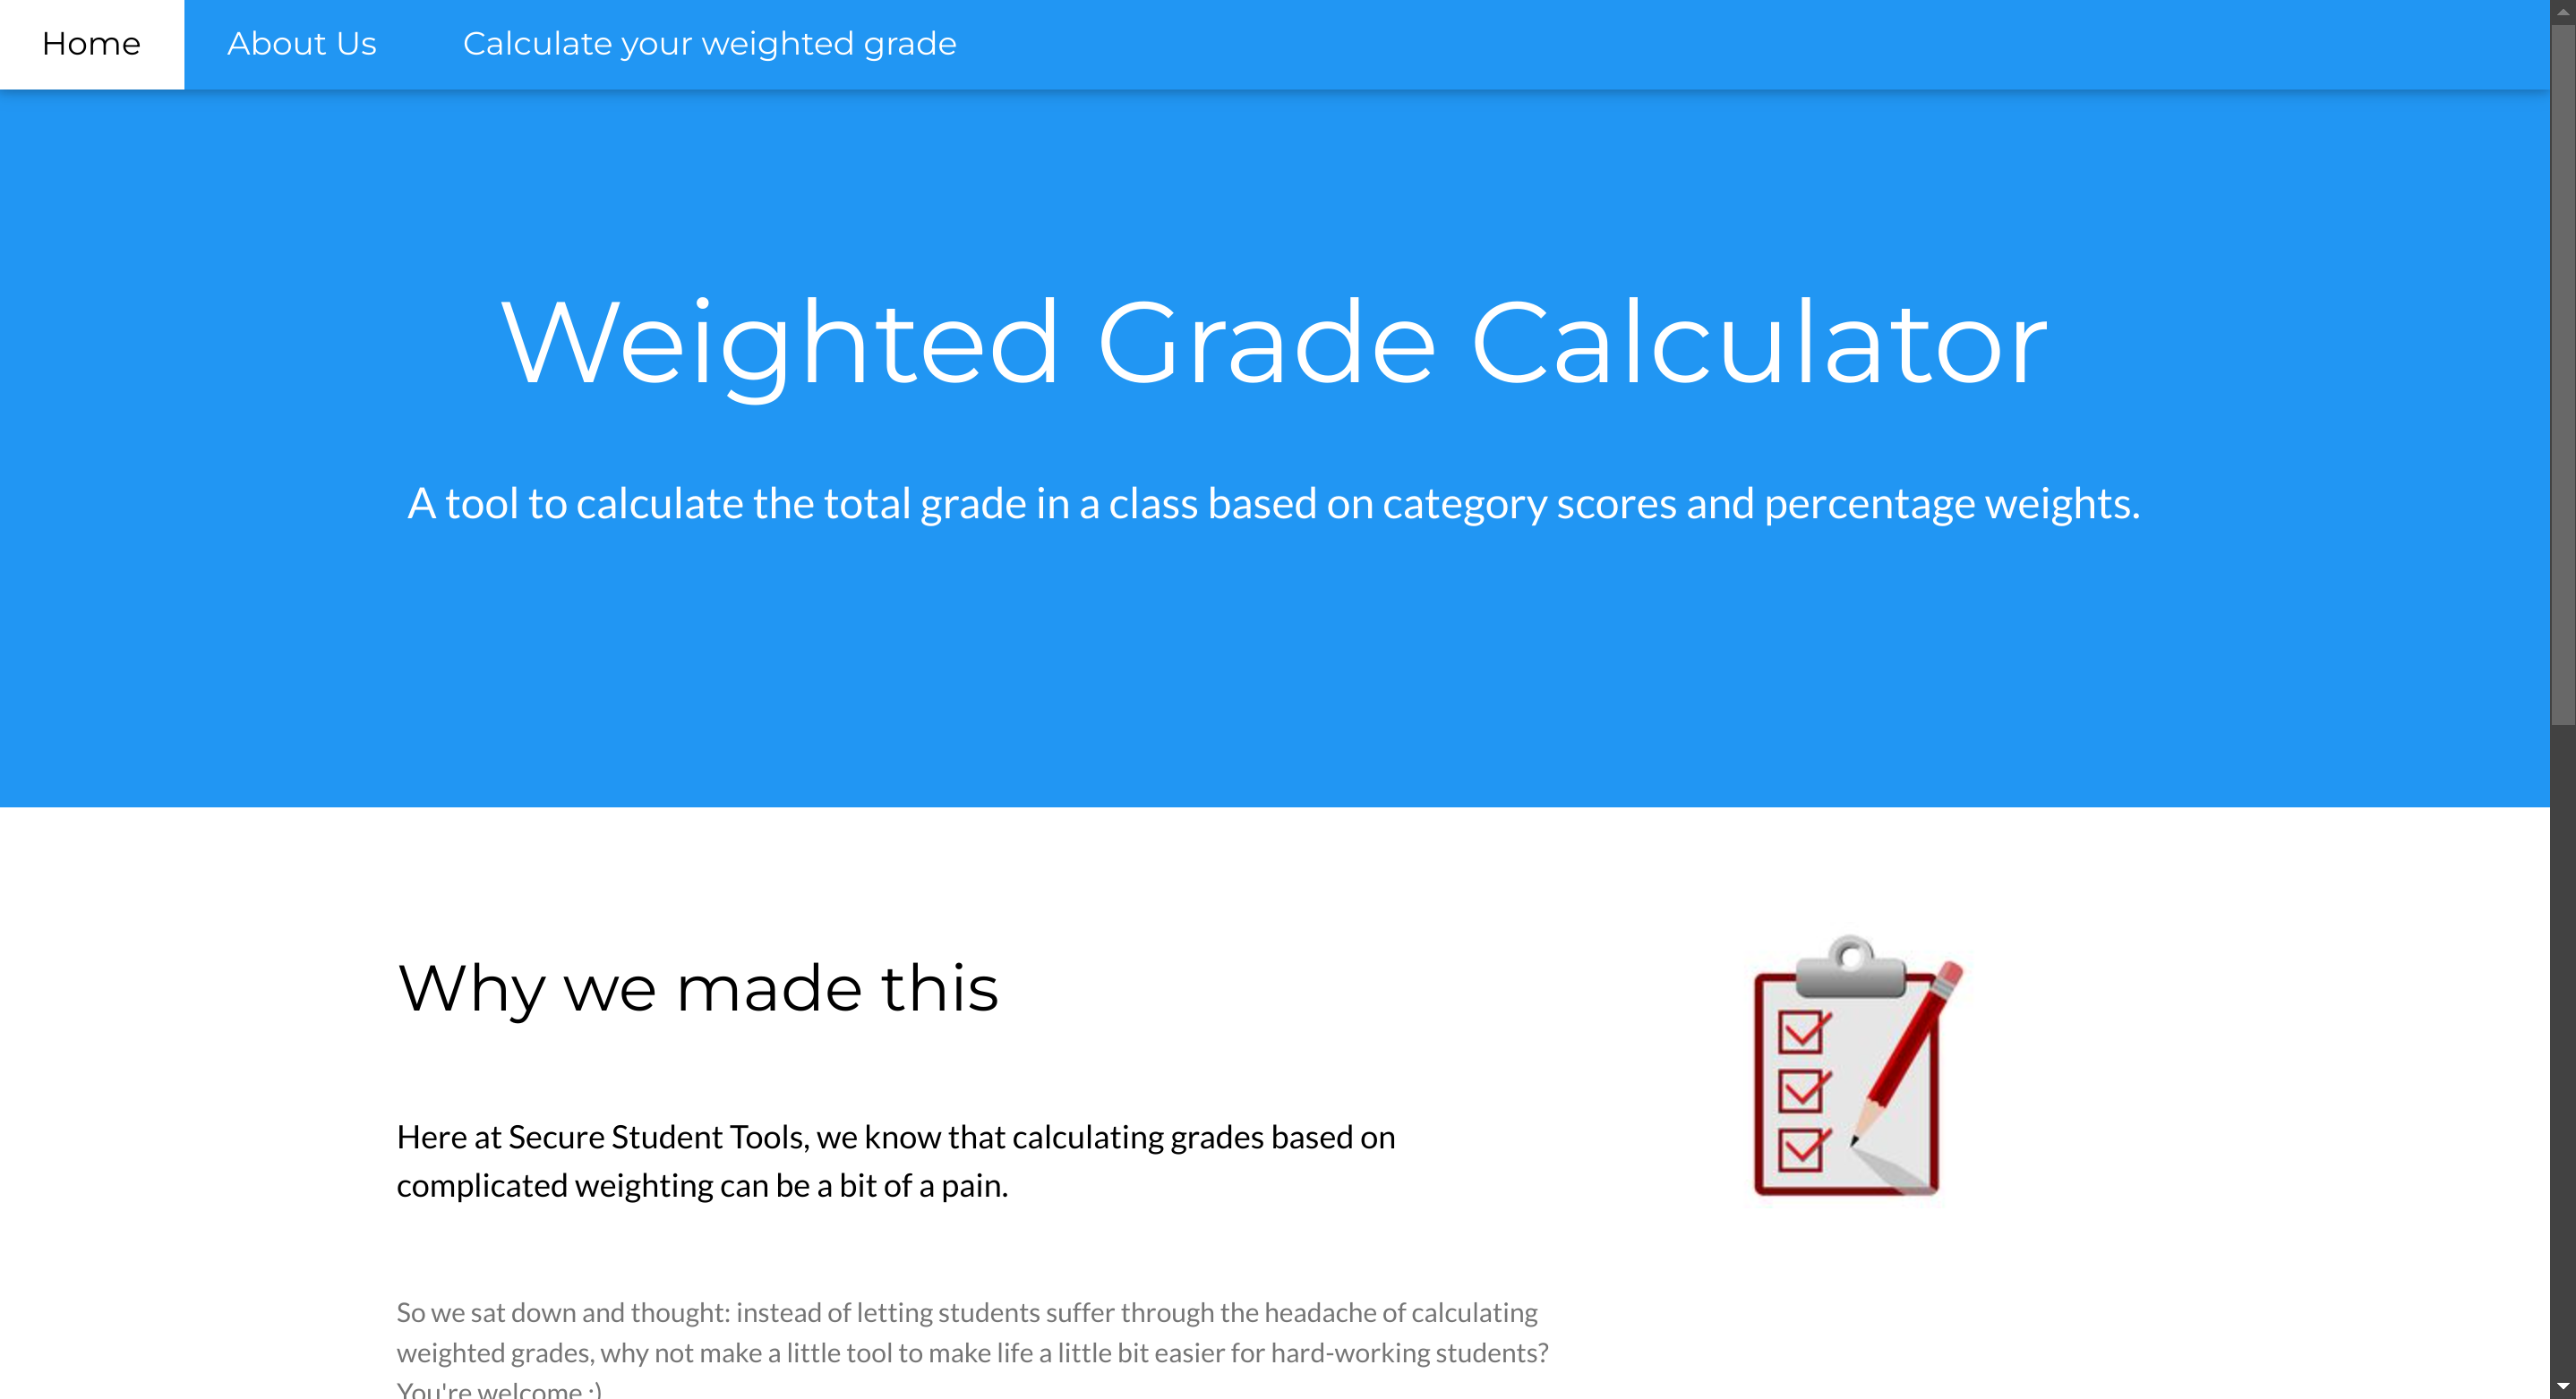 Home
About Us
Calculate your weighted grade
Weighted Grade Calculator
A tool to calculate the total grade in a class based on category scores and percentage weights.
Why we made this
Here at Secure Student Tools, we know that calculating grades based on
complicated weighting can be a bit of a pain.
So we sat down and thought: instead of letting students suffer through the headache of calculating
weighted grades, why not make a little tool to make life a little bit easier for hard-working students?
You're welcome :)